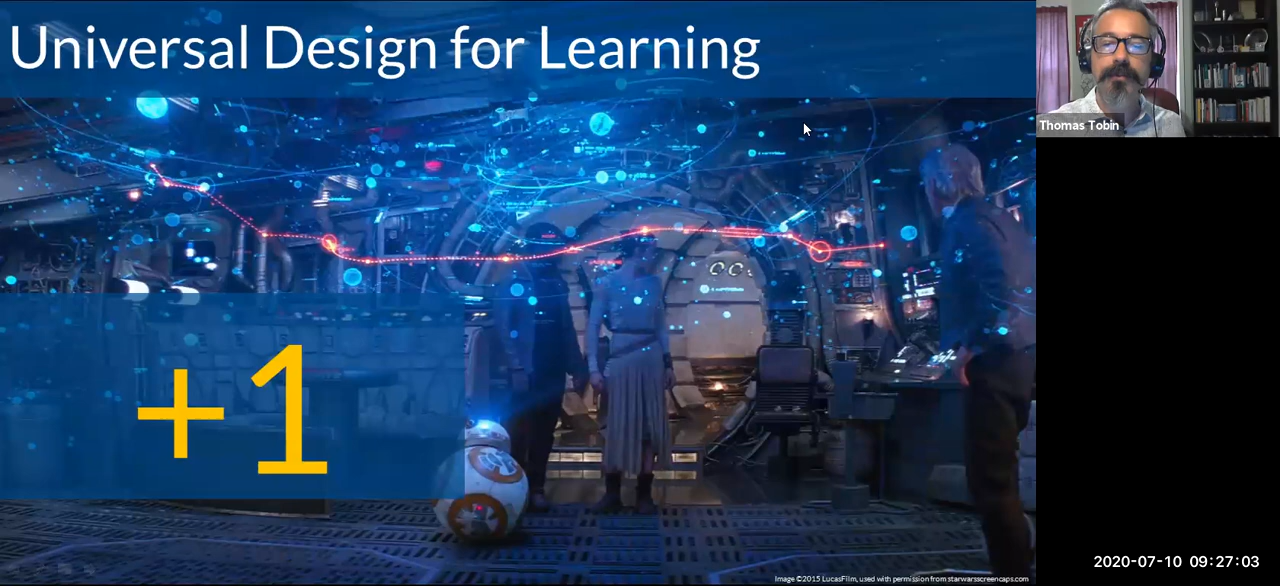 Universal Design for Learning
Thomas Tobin
+1
2020-07-10 09:27:03
Image ©2015 LucasFilm, used with permission from starwarsscreencaps.com